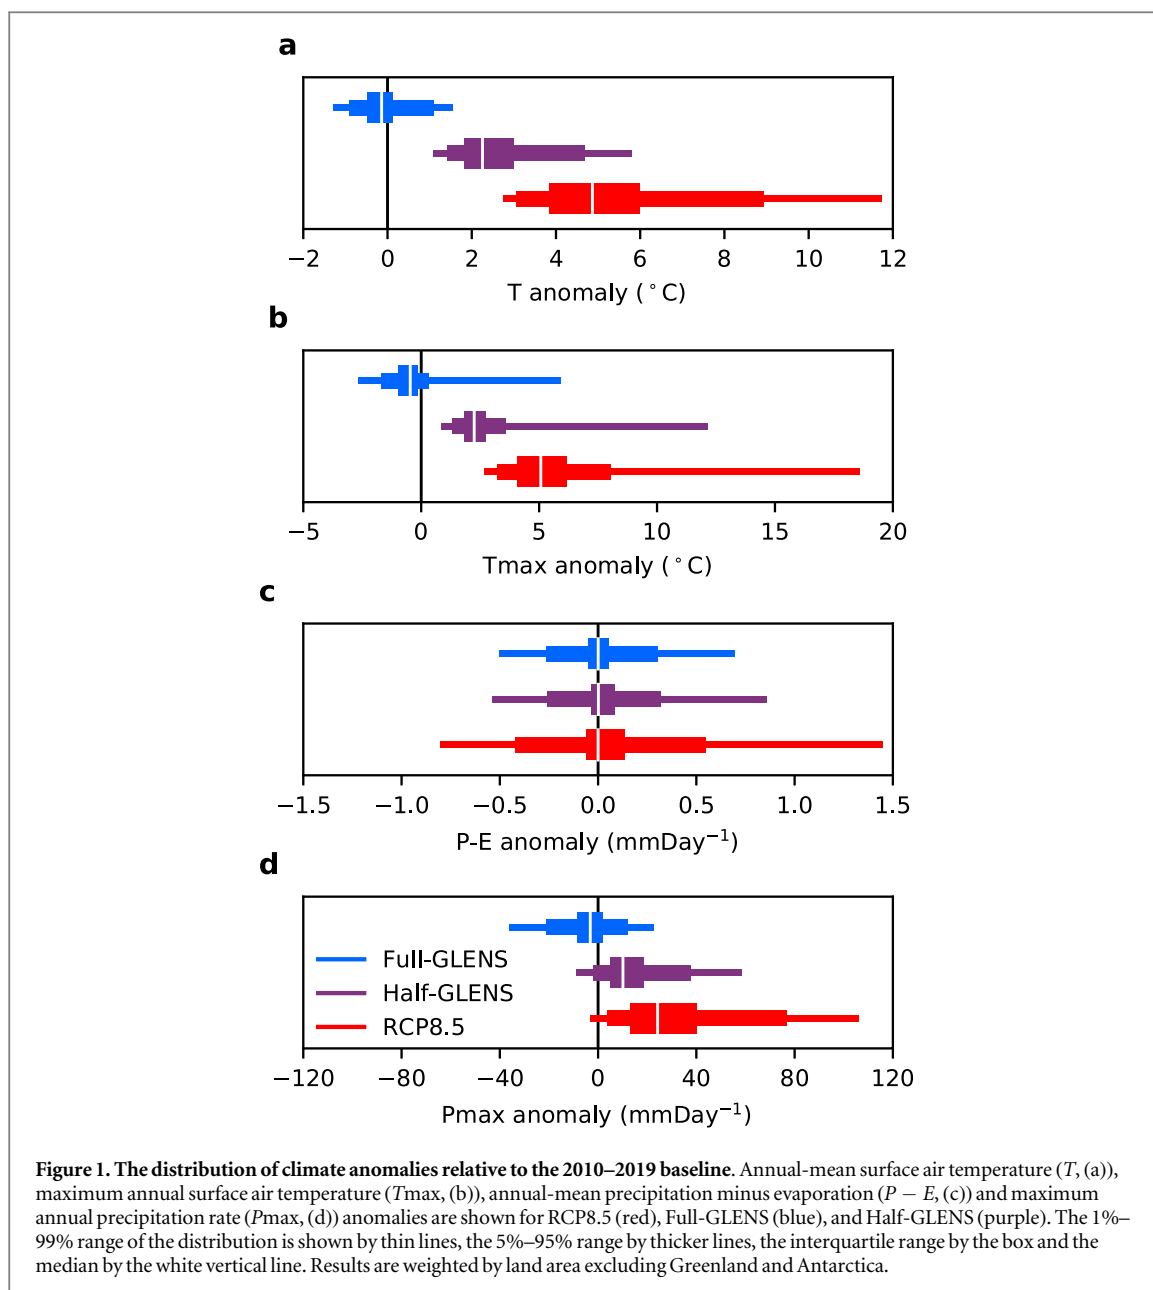 a
−2 0 2 4 6 8 10 12
T anomaly (°C)
b
−5 0 5 10 15 20
Tmax anomaly (°C)
c
−1.5 −1.0 −0.5 0.0 0.5 1.0 1.5
P-E anomaly (mmDay⁻¹)
d
Full-GLENS
Half-GLENS
RCP8.5
−120 −80 −40 0 40 80 120
Pmax anomaly (mmDay⁻¹)
Figure 1. The distribution of climate anomalies relative to the 2010–2019 baseline. Annual-mean surface air temperature (T, (a)),
maximum annual surface air temperature (Tmax, (b)), annual-mean precipitation minus evaporation (P − E, (c)) and maximum
annual precipitation rate (Pmax, (d)) anomalies are shown for RCP8.5 (red), Full-GLENS (blue), and Half-GLENS (purple). The 1%–
99% range of the distribution is shown by thin lines, the 5%–95% range by thicker lines, the interquartile range by the box and the
median by the white vertical line. Results are weighted by land area excluding Greenland and Antarctica.